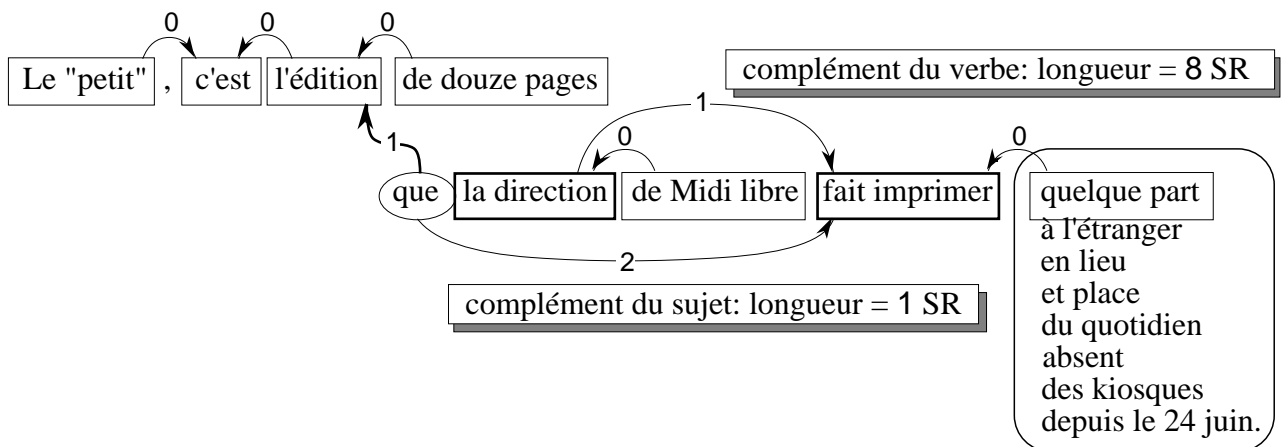 0 0 0
Le "petit" , c'est l'édition de douze pages
complément du verbe: longueur = 8 SR
1
1 0 0
que la direction de Midi libre fait imprimer quelque part
à l'étranger
2
en lieu
complément du sujet: longueur = 1 SR
et place
du quotidien
absent
des kiosques
depuis le 24 juin.